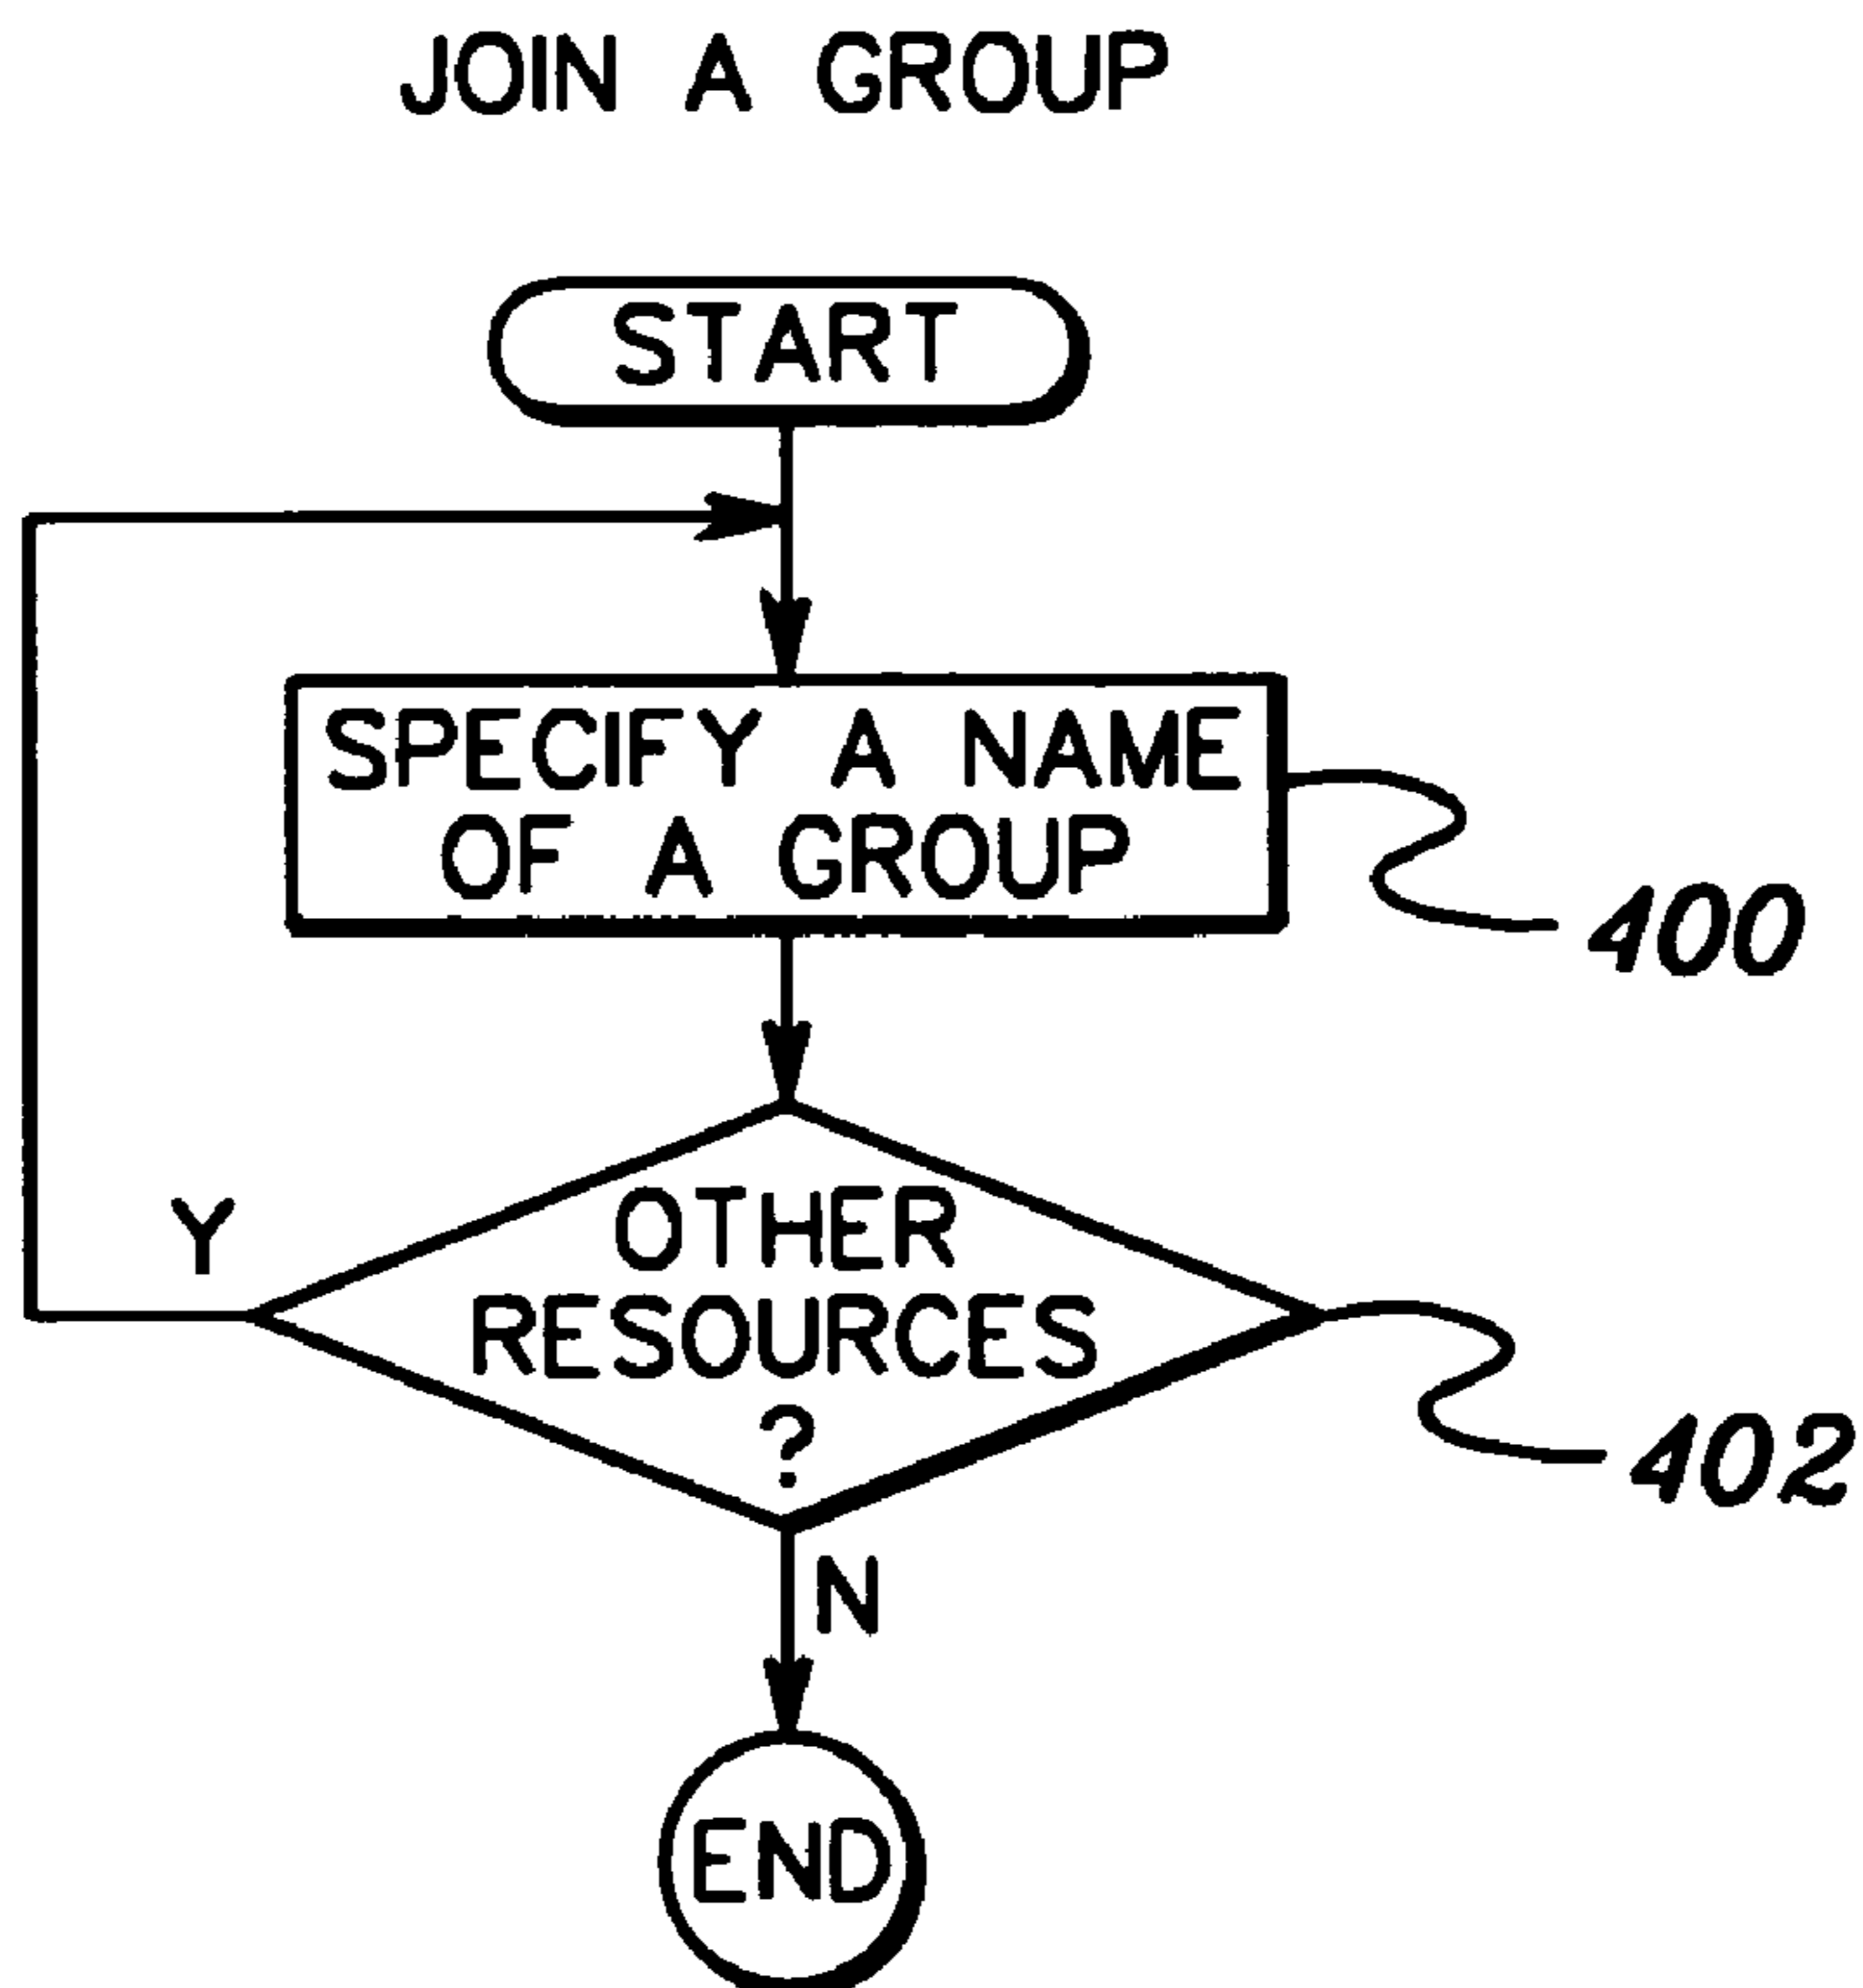 JOIN A GROUP
START
SPECIFY A NAME
OF A GROUP
400
OTHER
RESOURCES
?
402
Y
N
END